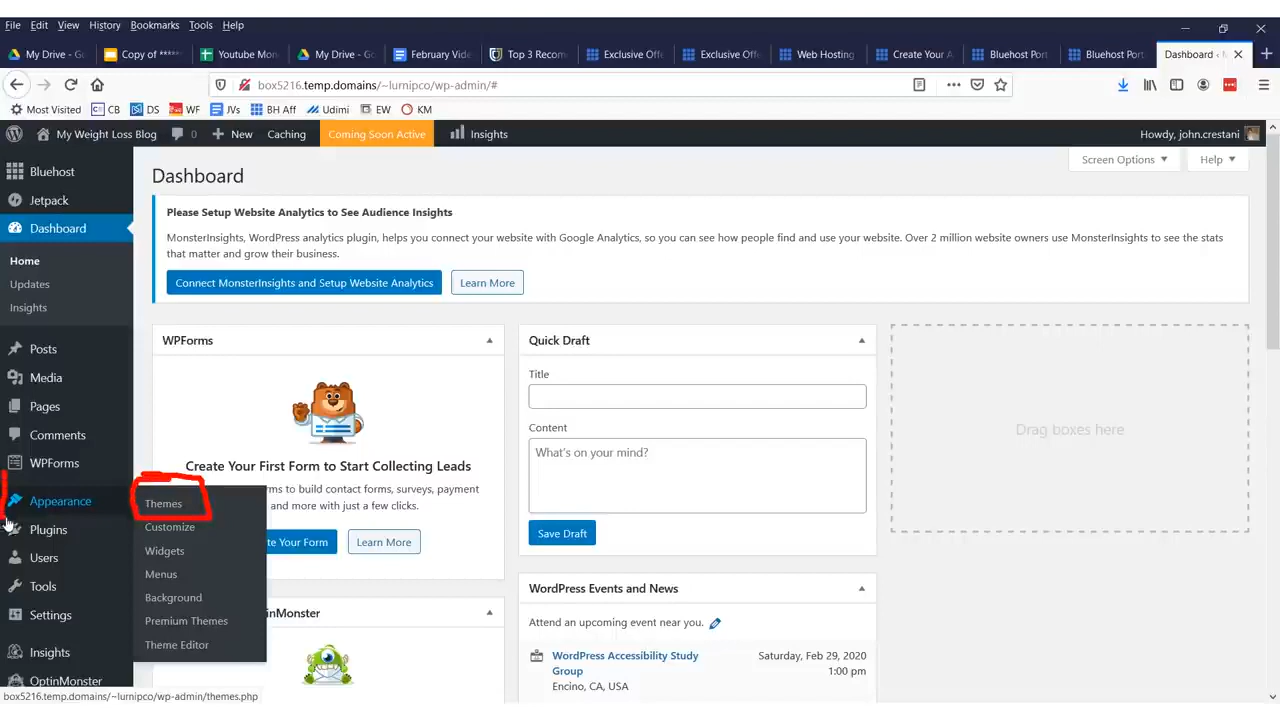 File Edit View History Bookmarks Tools Help
My Drive - Go
Copy of *****
Youtube Mon
My Drive - Go
February Vide
Top 3 Recom
Exclusive Offe
Exclusive Offe
Web Hosting
Create Your A
Bluehost Port
Bluehost Port
Dashboard ‹ M
box5216.temp.domains/~lurnipco/wp-admin/#
Most Visited CB DS WF JVs BH Aff Udimi EW KM
My Weight Loss Blog 0 New Caching Coming Soon Active Insights Howdy, john.crestani
Bluehost
Jetpack
Dashboard
Home
Updates
Insights
Posts
Media
Pages
Comments
WPForms
Appearance
Plugins
Users
Tools
Settings
Insights
OptinMonster
Themes
Customize
Widgets
Menus
Background
Premium Themes
Theme Editor
Dashboard
Screen Options Help
Please Setup Website Analytics to See Audience Insights
MonsterInsights, WordPress analytics plugin, helps you connect your website with Google Analytics, so you can see how people find and use your website. Over 2 million website owners use MonsterInsights to see the stats
that matter and grow their business.
Connect MonsterInsights and Setup Website Analytics Learn More
WPForms
Create Your First Form to Start Collecting Leads
rms to build contact forms, surveys, payment
and more with just a few clicks.
te Your Form Learn More
inMonster
Quick Draft
Title
Content
What's on your mind?
Save Draft
WordPress Events and News
Attend an upcoming event near you.
WordPress Accessibility Study Saturday, Feb 29, 2020
Group 1:00 pm
Encino, CA, USA
Drag boxes here
box5216.temp.domains/~lurnipco/wp-admin/themes.php